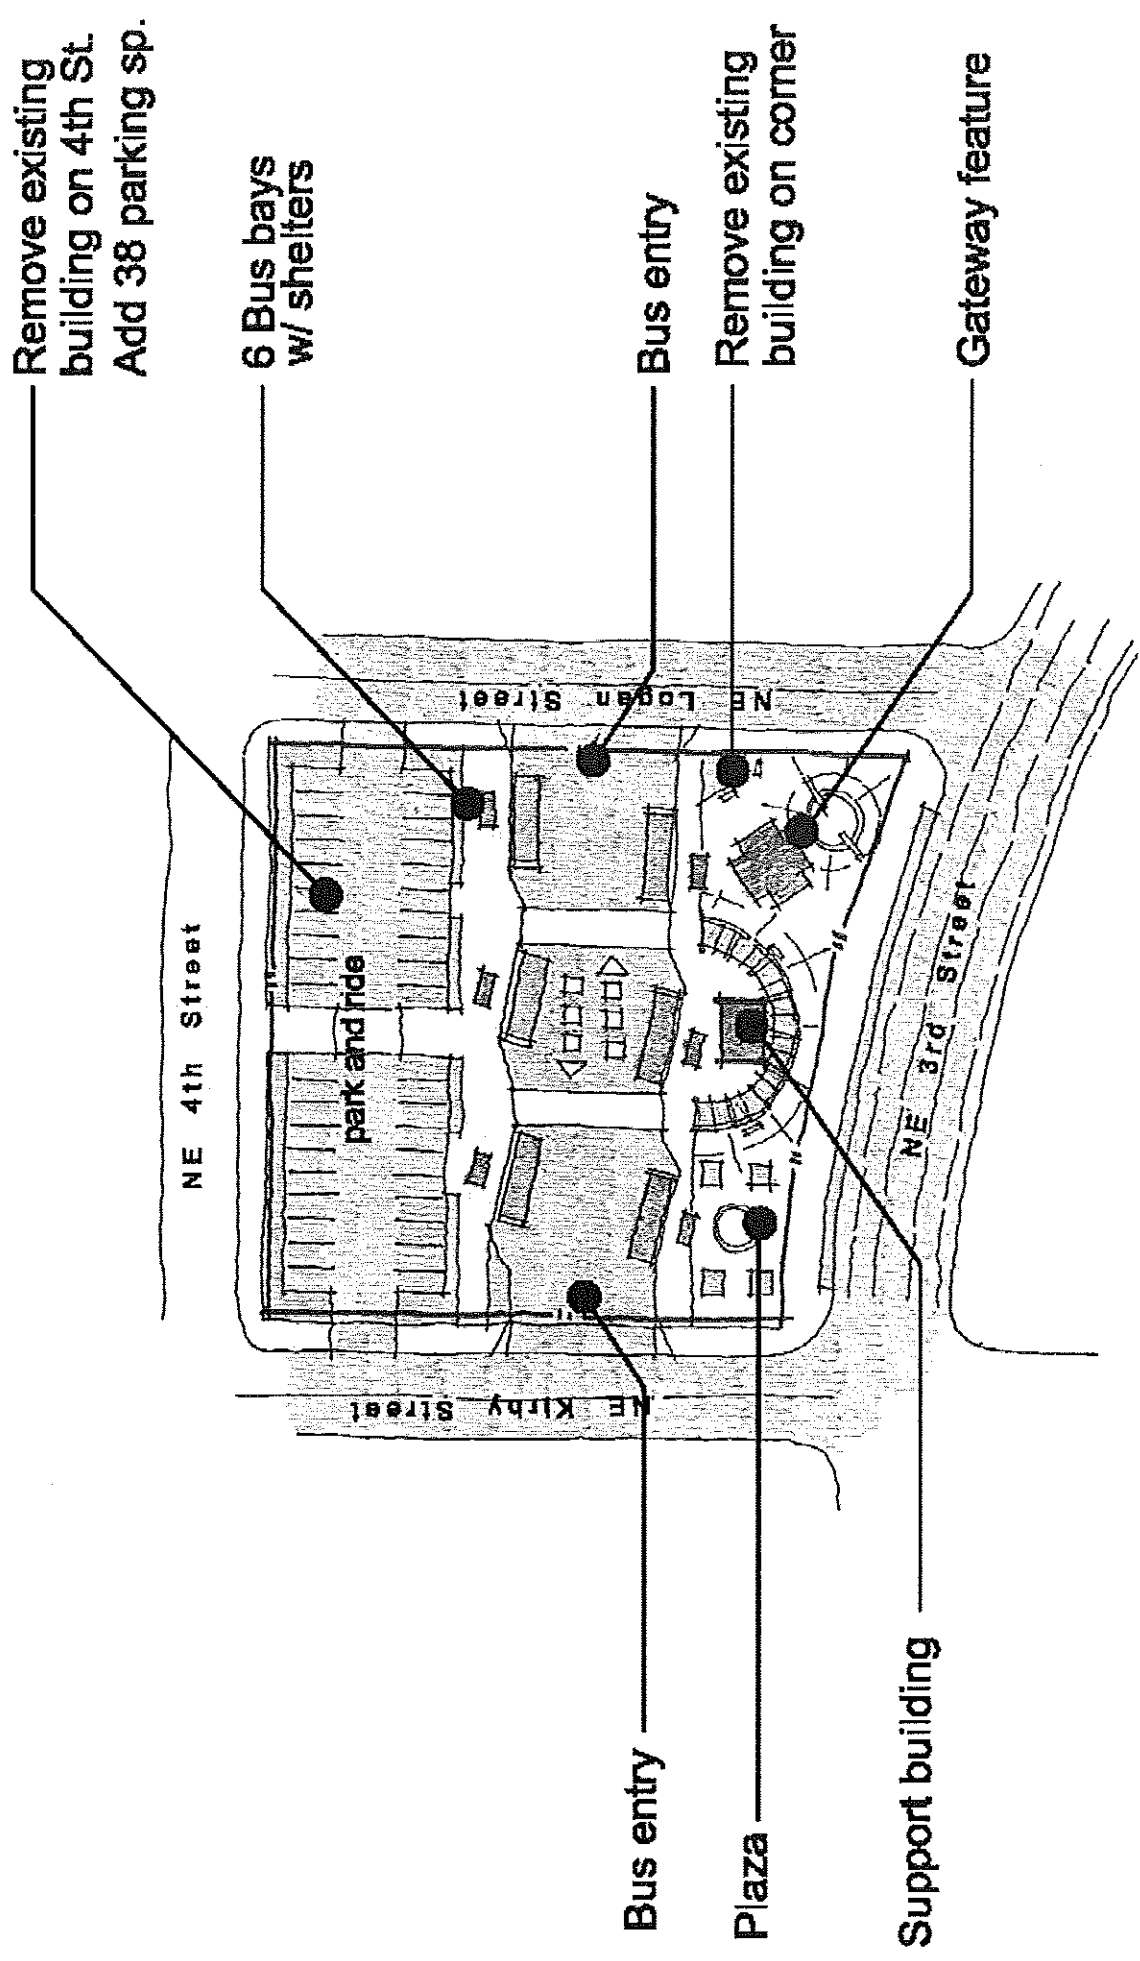 Remove existing
building on 4th St.
Add 38 parking sp.
6 Bus bays
w/ shelters
Bus entry
Remove existing
building on corner
Gateway feature
NE 4th Street
park and ride
NE Logan Street
NE 3rd Street
NE Kirby Street
Bus entry
Plaza
Support building